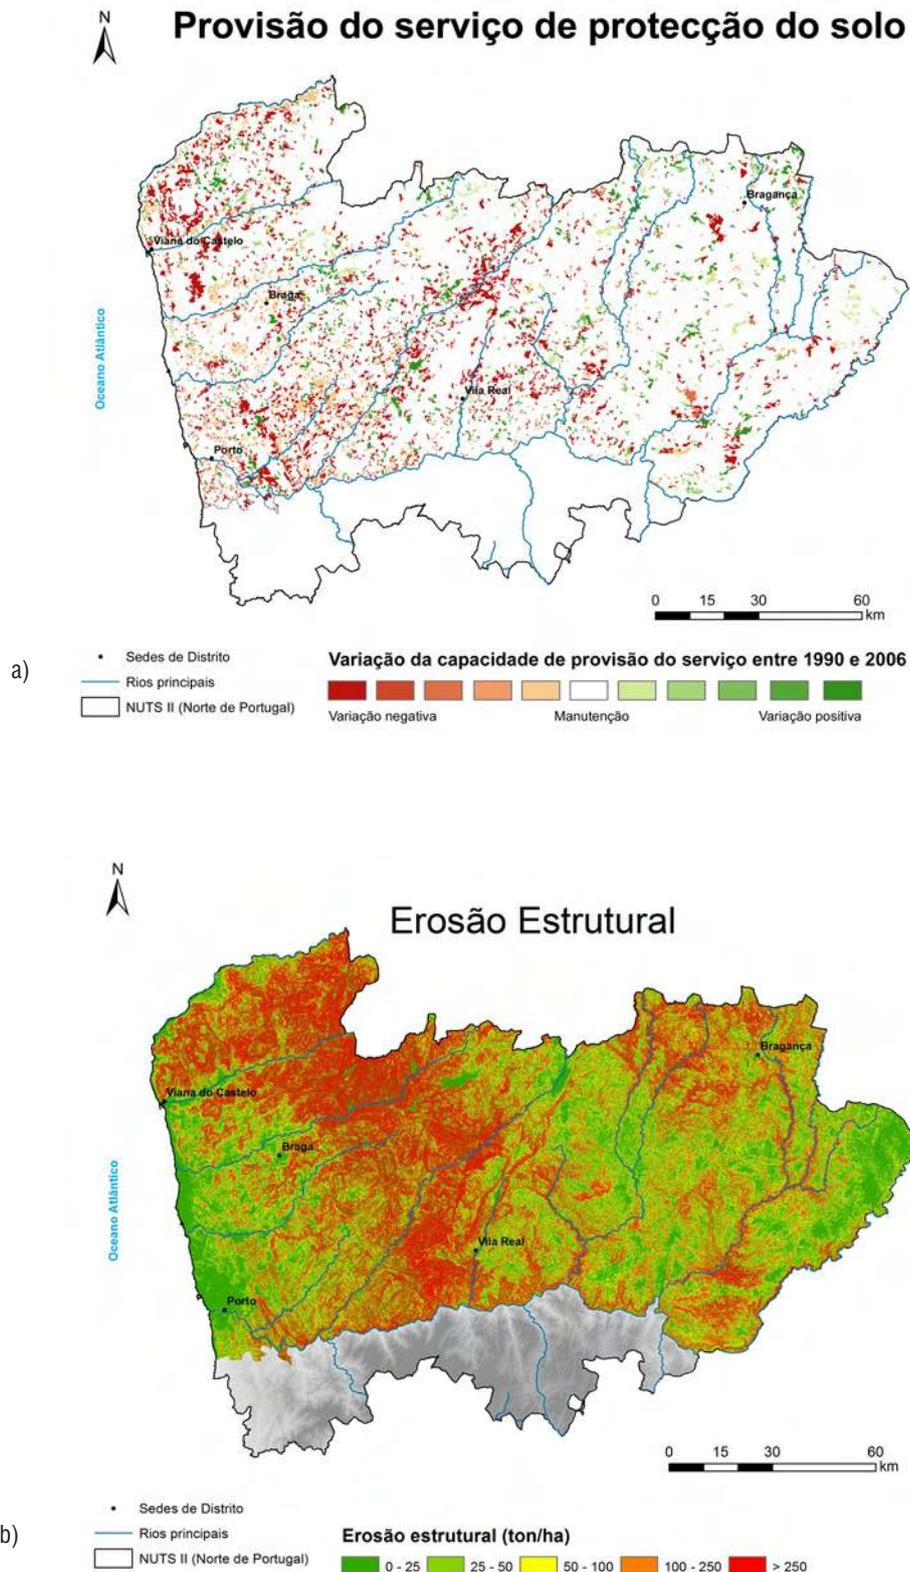 N
Provisão do serviço de protecção do solo
Bragança
Viana do Castelo
Braga
Oceano Atlântico
Vila Real
Porto
0 15 30 60
km
a)
Sedes de Distrito
Rios principais
NUTS II (Norte de Portugal)
Variação da capacidade de provisão do serviço entre 1990 e 2006
Variação negativa Manutenção Variação positiva
N
Erosão Estrutural
Bragança
Viana do Castelo
Braga
Oceano Atlântico
Vila Real
Porto
0 15 30 60
km
b)
Sedes de Distrito
Rios principais
NUTS II (Norte de Portugal)
Erosão estrutural (ton/ha)
0 - 25 25 - 50 50 - 100 100 - 250 > 250